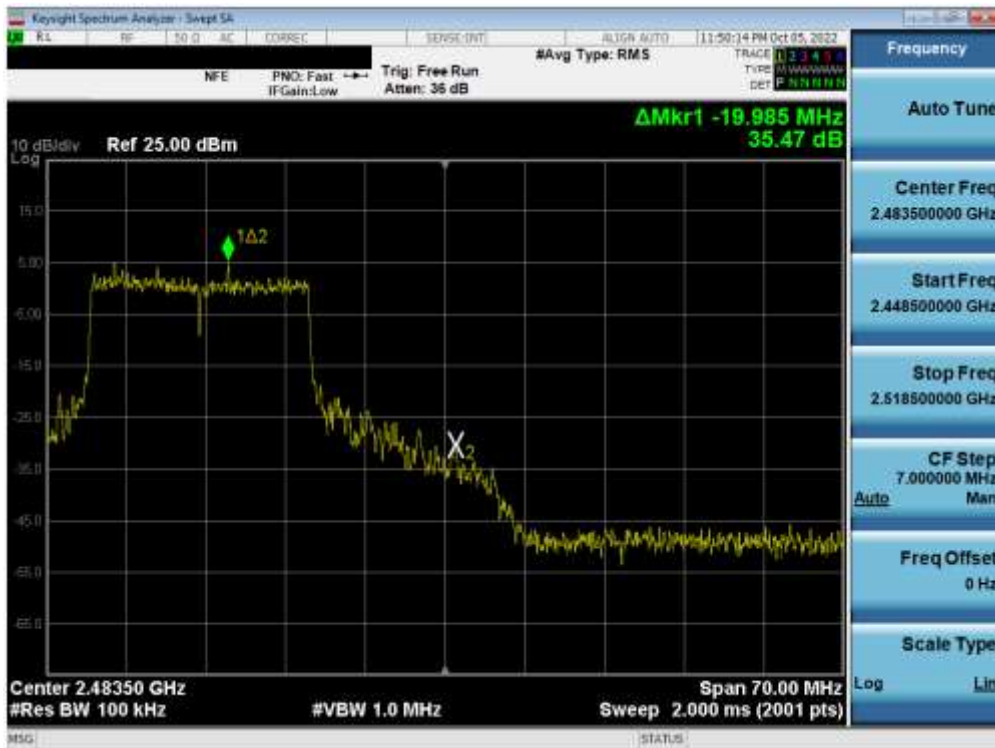 Keysight Spectrum Analyzer - Swept SA
RL RF 50 Ω AC CORREC SENSE:INT ALIGN AUTO 11:50:14 PM Oct 05, 2022
#Avg Type: RMS
TRACE 1 2 3 4 5 6
NFE PNO: Fast Trig: Free Run
TYPE M WWWWW
IFGain:Low Atten: 36 dB
DET P N N N N N
ΔMkr1 -19.985 MHz
35.47 dB
10 dB/div Ref 25.00 dBm
Log
15.0
1Δ2
5.00
-5.00
-15.0
-25.0
X2
-35.0
-45.0
-55.0
-65.0
Center 2.48350 GHz Span 70.00 MHz
#Res BW 100 kHz #VBW 1.0 MHz Sweep 2.000 ms (2001 pts)
MSG STATUS
Frequency
Auto Tune
Center Freq
2.483500000 GHz
Start Freq
2.448500000 GHz
Stop Freq
2.518500000 GHz
CF Step
7.000000 MHz
Auto Man
Freq Offset
0 Hz
Scale Type
Log Lin